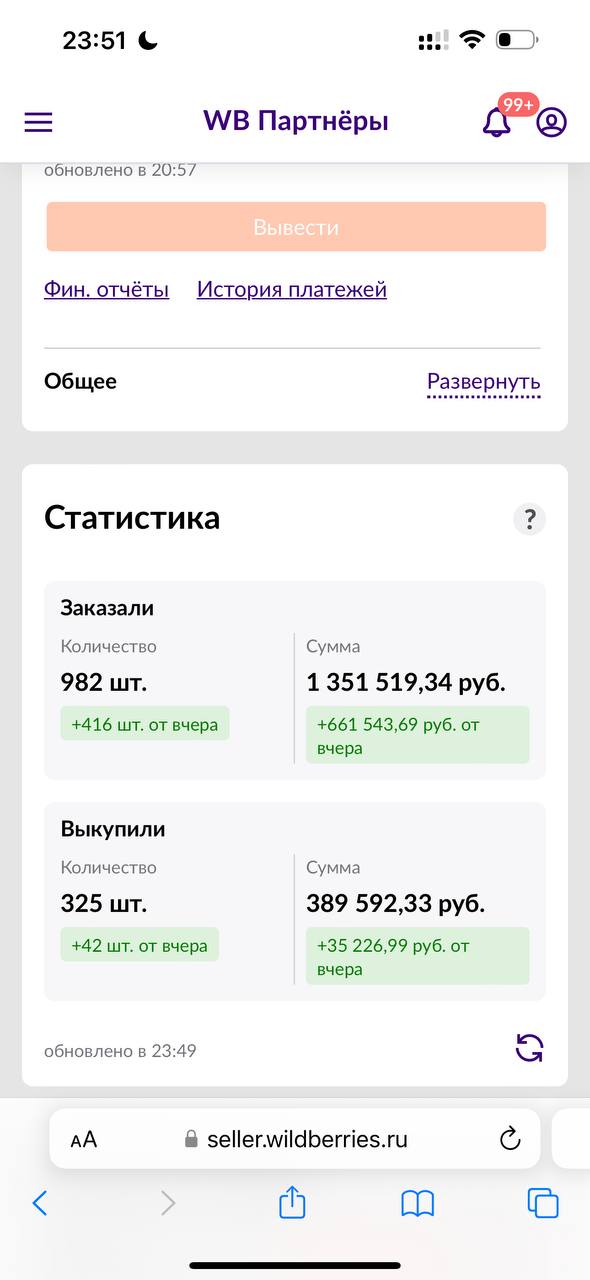 23:51
WB Партнёры
99+
обновлено в 20:57
Вывести
Фин. отчёты История платежей
Общее Развернуть
Статистика ?
Заказали
Количество Сумма
982 шт. 1 351 519,34 руб.
+416 шт. от вчера +661 543,69 руб. от
вчера
Выкупили
Количество Сумма
325 шт. 389 592,33 руб.
+42 шт. от вчера +35 226,99 руб. от
вчера
обновлено в 23:49
AA seller.wildberries.ru